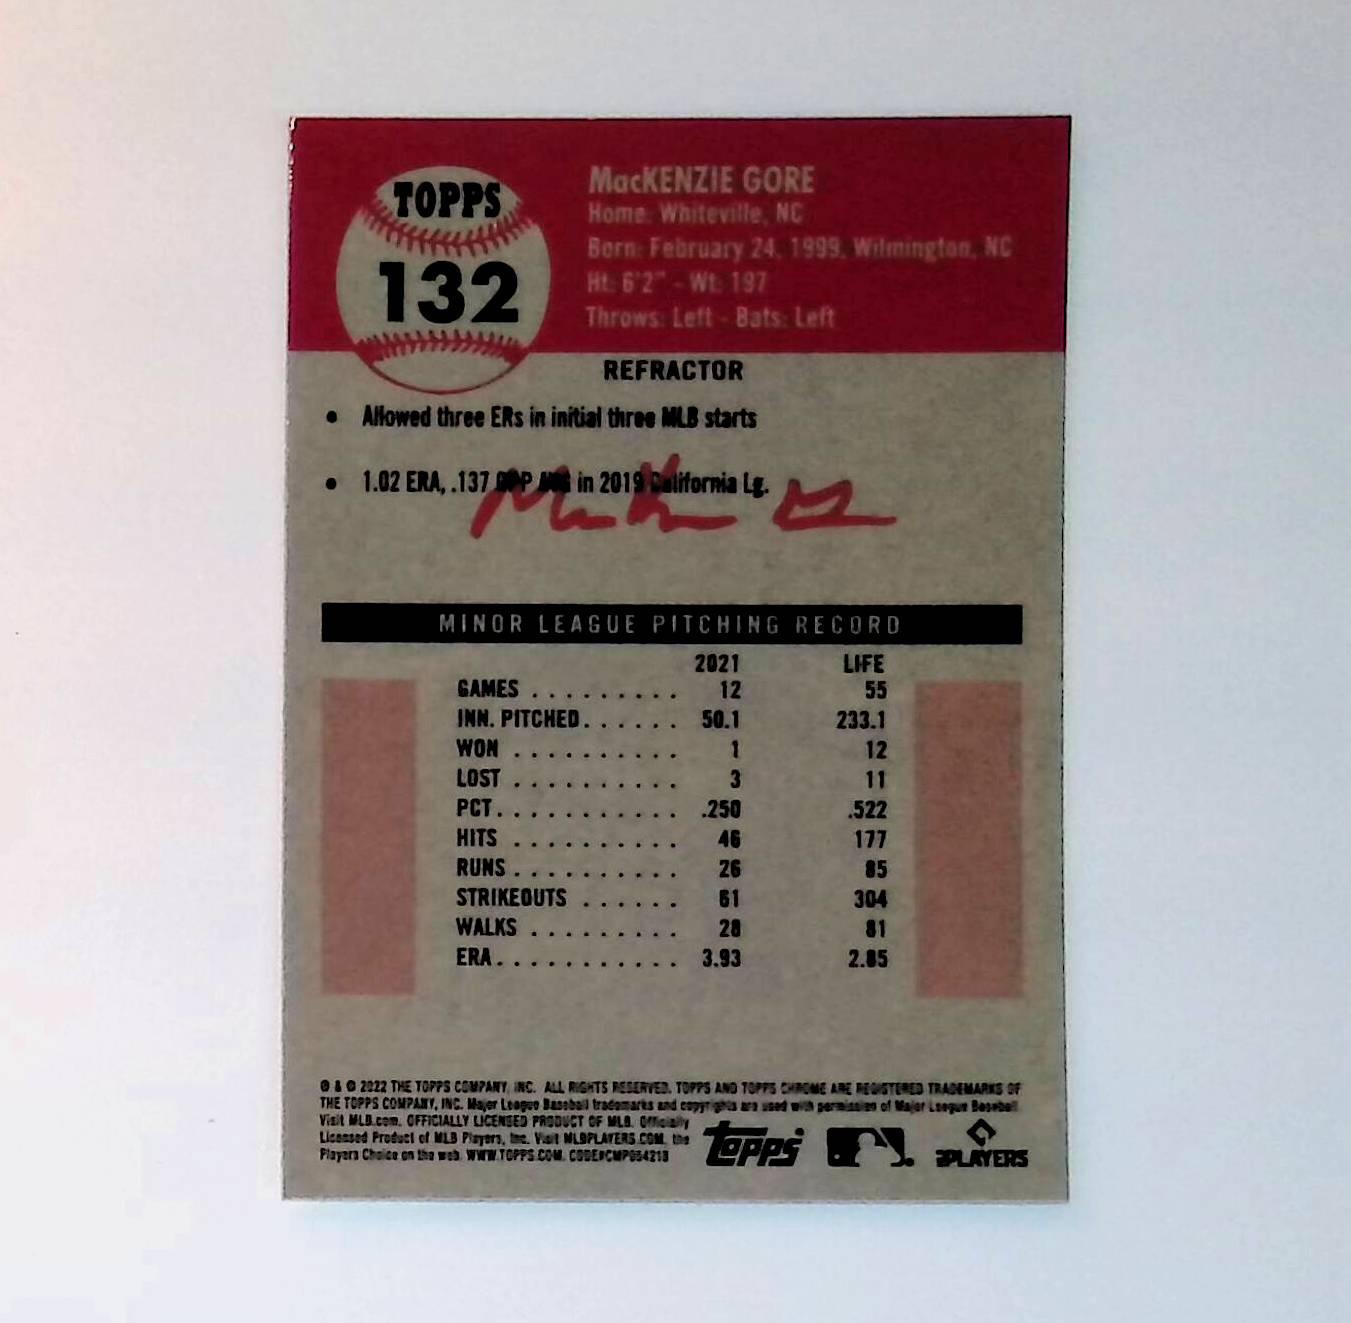 TOPPS
132
MacKENZIE GORE
Home: Whiteville, NC
Born: February 24, 1999, Wilmington, NC
Ht: 6'2" - Wt: 197
Throws: Left - Bats: Left
REFRACTOR
• Allowed three ERs in initial three MLB starts
• 1.02 ERA, .137 OPP AVG in 2019 California Lg.
MINOR LEAGUE PITCHING RECORD
2021 LIFE
GAMES . . . . . . . . . 12 55
INN. PITCHED. . . . . . 50.1 233.1
WON . . . . . . . . . . 1 12
LOST . . . . . . . . . . 3 11
PCT. . . . . . . . . . . .250 .522
HITS . . . . . . . . . . 46 177
RUNS . . . . . . . . . . 26 85
STRIKEOUTS . . . . . . 61 304
WALKS . . . . . . . . . 28 81
ERA. . . . . . . . . . . 3.93 2.85
® & © 2022 THE TOPPS COMPANY, INC. ALL RIGHTS RESERVED. TOPPS AND TOPPS CHROME ARE REGISTERED TRADEMARKS OF
THE TOPPS COMPANY, INC. Major League Baseball trademarks and copyrights are used with permission of Major League Baseball.
Visit MLB.com. OFFICIALLY LICENSED PRODUCT OF MLB. Officially
Licensed Product of MLB Players, Inc. Visit MLBPLAYERS.COM, the
Players Choice on the web. WWW.TOPPS.COM. CODE#CMP054218
topps
PLAYERS